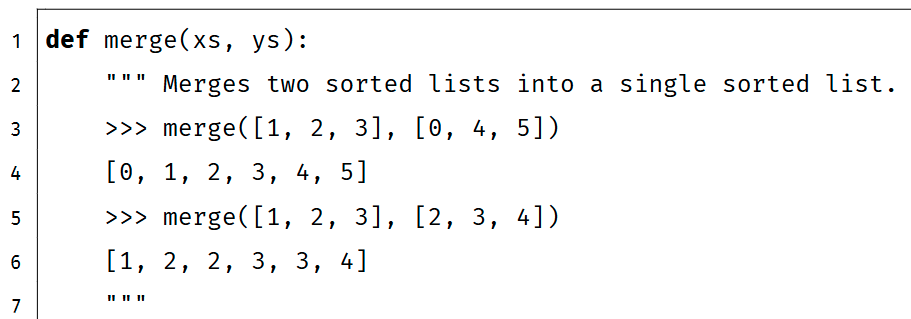 1 def merge(xs, ys):
2     """ Merges two sorted lists into a single sorted list.
3     >>> merge([1, 2, 3], [0, 4, 5])
4     [0, 1, 2, 3, 4, 5]
5     >>> merge([1, 2, 3], [2, 3, 4])
6     [1, 2, 2, 3, 3, 4]
7     """